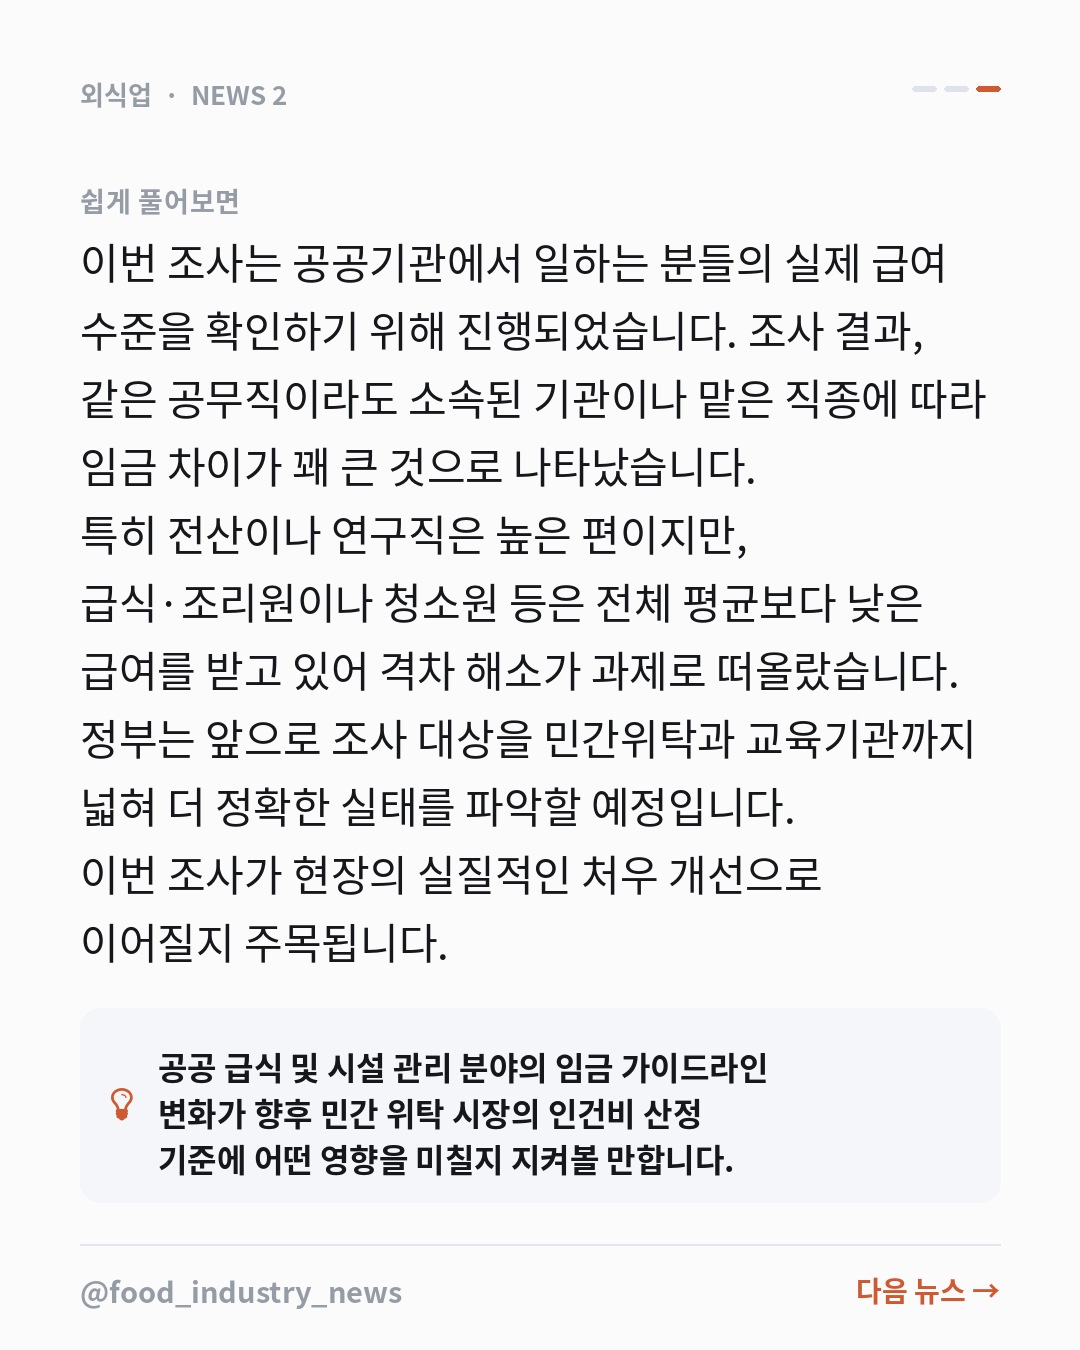 외식업 · NEWS 2
쉽게 풀어보면
이번 조사는 공공기관에서 일하는 분들의 실제 급여
수준을 확인하기 위해 진행되었습니다. 조사 결과,
같은 공무직이라도 소속된 기관이나 맡은 직종에 따라
임금 차이가 꽤 큰 것으로 나타났습니다.
특히 전산이나 연구직은 높은 편이지만,
급식·조리원이나 청소원 등은 전체 평균보다 낮은
급여를 받고 있어 격차 해소가 과제로 떠올랐습니다.
정부는 앞으로 조사 대상을 민간위탁과 교육기관까지
넓혀 더 정확한 실태를 파악할 예정입니다.
이번 조사가 현장의 실질적인 처우 개선으로
이어질지 주목됩니다.
공공 급식 및 시설 관리 분야의 임금 가이드라인
변화가 향후 민간 위탁 시장의 인건비 산정
기준에 어떤 영향을 미칠지 지켜볼 만합니다.
@food_industry_news
다음 뉴스 →